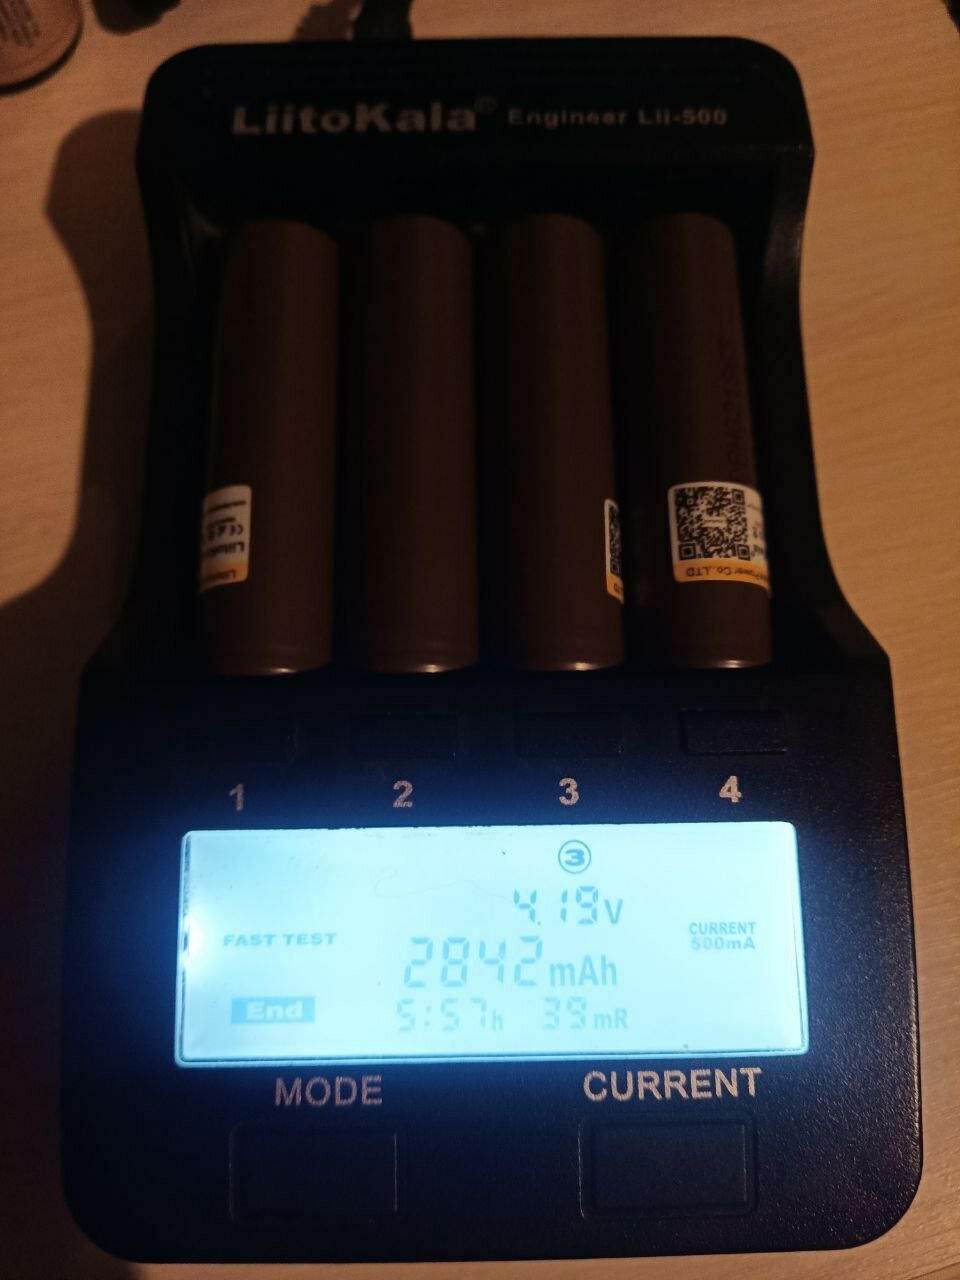 LiitoKala® Engineer Lii-500
1 2 3 4
3
4.19V
FAST TEST
CURRENT
500mA
2842mAh
End
5:57h 39mR
MODE
CURRENT